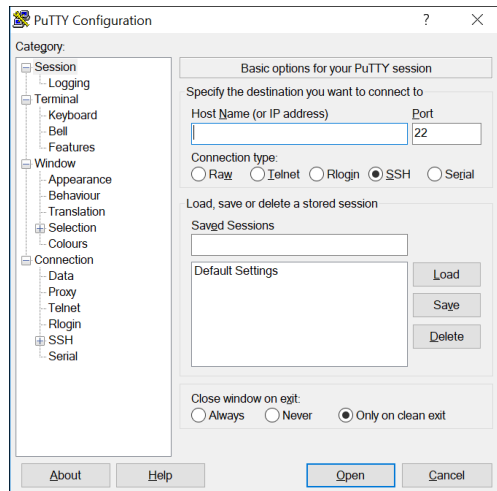 PuTTY Configuration
?
Category:
Session
Logging
Terminal
Keyboard
Bell
Features
Window
Appearance
Behaviour
Translation
Selection
Colours
Connection
Data
Proxy
Telnet
Rlogin
SSH
Serial
Basic options for your PuTTY session
Specify the destination you want to connect to
Host Name (or IP address) Port
22
Connection type:
Raw Telnet Rlogin SSH Serial
Load, save or delete a stored session
Saved Sessions
Default Settings
Load
Save
Delete
Close window on exit:
Always Never Only on clean exit
About Help Open Cancel